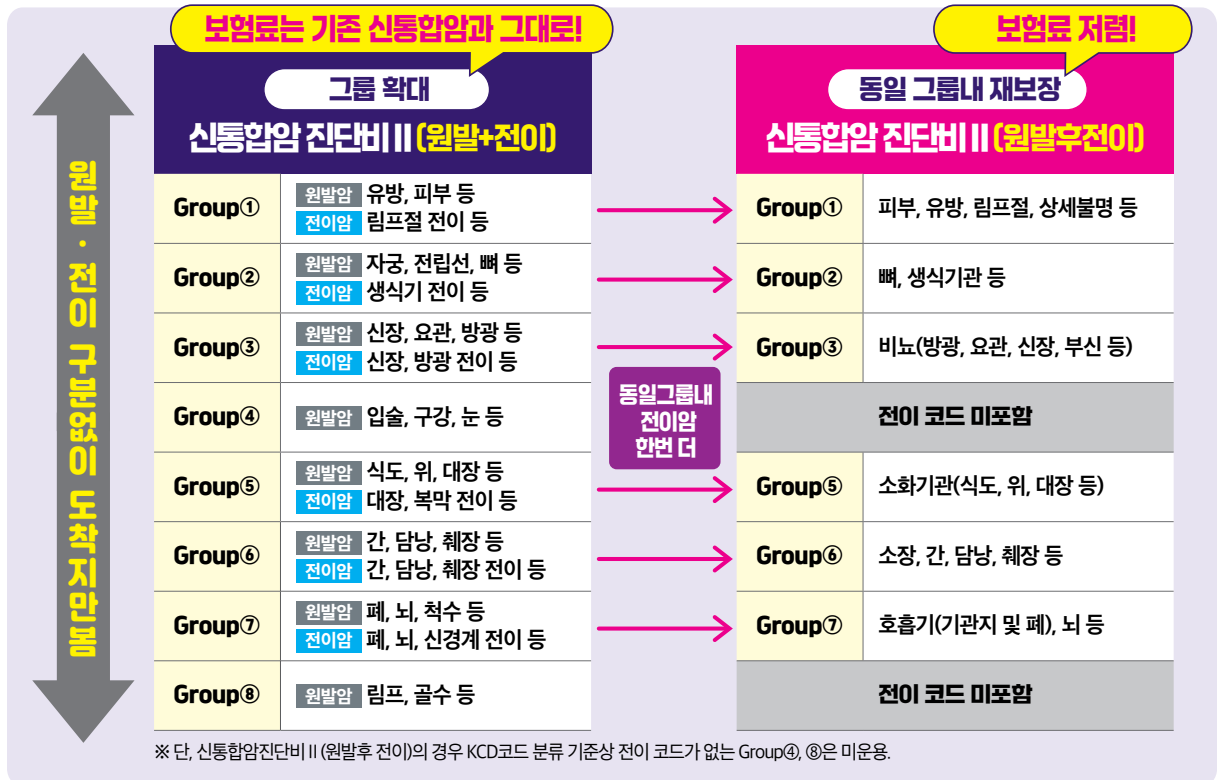 보험료는 기존 신통합암과 그대로!
보험료 저렴!
원발·전이 구분없이 도착지만봄
그룹 확대
신통합암 진단비Ⅱ(원발+전이)
동일 그룹내 재보장
신통합암 진단비Ⅱ(원발후전이)
Group①
원발암 유방, 피부 등
전이암 림프절 전이 등
Group①
피부, 유방, 림프절, 상세불명 등
Group②
원발암 자궁, 전립선, 뼈 등
전이암 생식기 전이 등
Group②
뼈, 생식기관 등
Group③
원발암 신장, 요관, 방광 등
전이암 신장, 방광 전이 등
Group③
비뇨(방광, 요관, 신장, 부신 등)
Group④
원발암 입술, 구강, 눈 등
동일그룹내
전이암
한번 더
전이 코드 미포함
Group⑤
원발암 식도, 위, 대장 등
전이암 대장, 복막 전이 등
Group⑤
소화기관(식도, 위, 대장 등)
Group⑥
원발암 간, 담낭, 췌장 등
전이암 간, 담낭, 췌장 전이 등
Group⑥
소장, 간, 담낭, 췌장 등
Group⑦
원발암 폐, 뇌, 척수 등
전이암 폐, 뇌, 신경계 전이 등
Group⑦
호흡기(기관지 및 폐), 뇌 등
Group⑧
원발암 림프, 골수 등
전이 코드 미포함
※ 단, 신통합암진단비Ⅱ(원발후 전이)의 경우 KCD코드 분류 기준상 전이 코드가 없는 Group④, ⑧은 미운용.